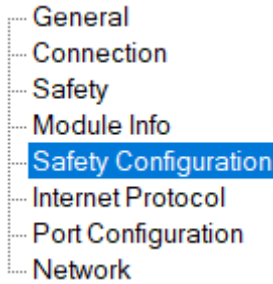 General
Connection
Safety
Module Info
Safety Configuration
Internet Protocol
Port Configuration
Network